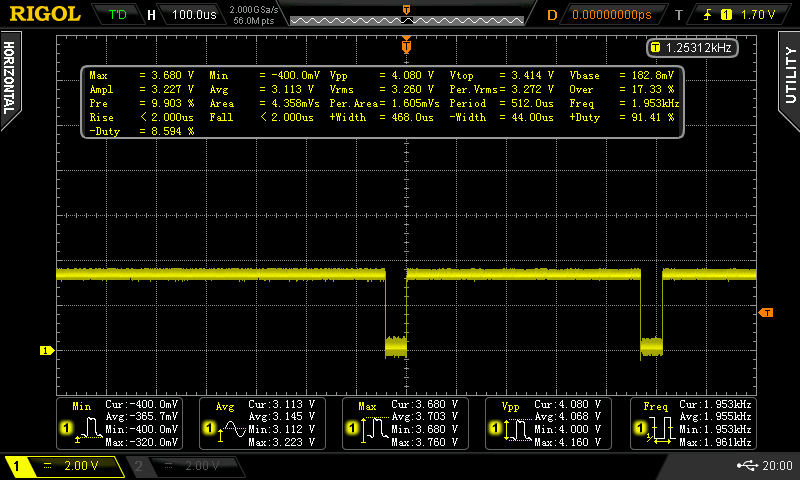 RIGOL T'D H 100.0us 2.000GSa/s 56.0M pts D 0.00000000ps T 1 1.70 V
HORIZONTAL
UTILITY
T
T 1.25312kHz
Max = 3.680 V Min = -400.0mV Vpp = 4.080 V Vtop = 3.414 V Vbase = 182.8mV
Ampl = 3.227 V Avg = 3.113 V Vrms = 3.260 V Per.Vrms= 3.272 V Over = 17.33 %
Pre = 9.903 % Area = 4.358mVs Per.Area= 1.605mVs Period = 512.0us Freq = 1.953kHz
Rise < 2.000us Fall < 2.000us +Width = 468.0us -Width = 44.00us +Duty = 91.41 %
-Duty = 8.594 %
T
1
Min Cur:-400.0mV
Avg:-365.7mV
1 Min:-400.0mV
Max:-320.0mV
Avg Cur:3.113 V
Avg:3.145 V
1 Min:3.112 V
Max:3.223 V
Max Cur:3.680 V
Avg:3.703 V
1 Min:3.680 V
Max:3.760 V
Vpp Cur:4.080 V
Avg:4.068 V
1 Min:4.000 V
Max:4.160 V
Freq Cur:1.953kHz
Avg:1.955kHz
1 Min:1.953kHz
Max:1.961kHz
1 2.00 V 2 2.00 V 20:00